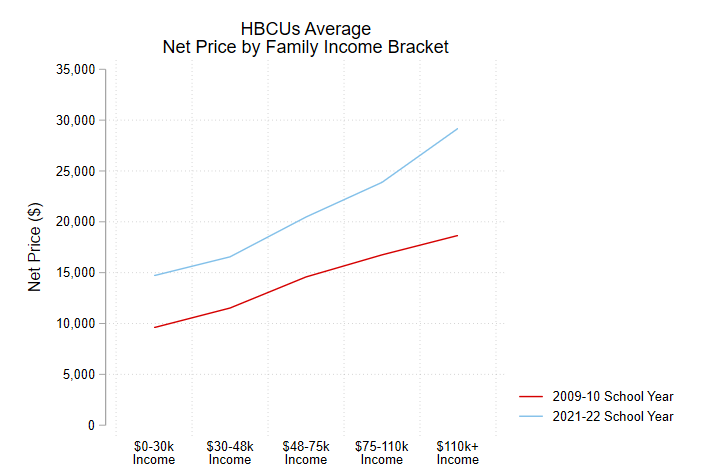 HBCUs Average
Net Price by Family Income Bracket
Net Price ($)
35,000
30,000
25,000
20,000
15,000
10,000
5,000
0
$0-30k
Income
$30-48k
Income
$48-75k
Income
$75-110k
Income
$110k+
Income
2009-10 School Year
2021-22 School Year